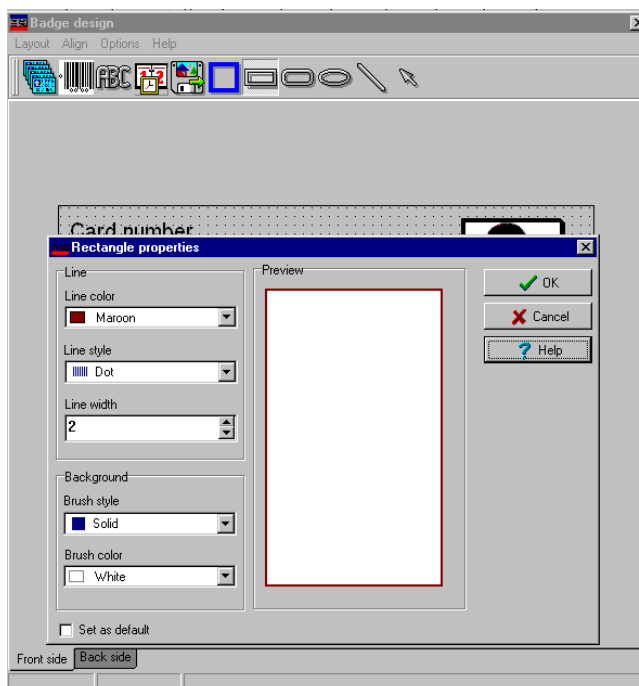 Badge design
Layout Align Options Help
ABC
Card number
Rectangle properties
Line
Line color
Maroon
Line style
Dot
Line width
2
Background
Brush style
Solid
Brush color
White
Set as default
Preview
OK
Cancel
? Help
Front side Back side